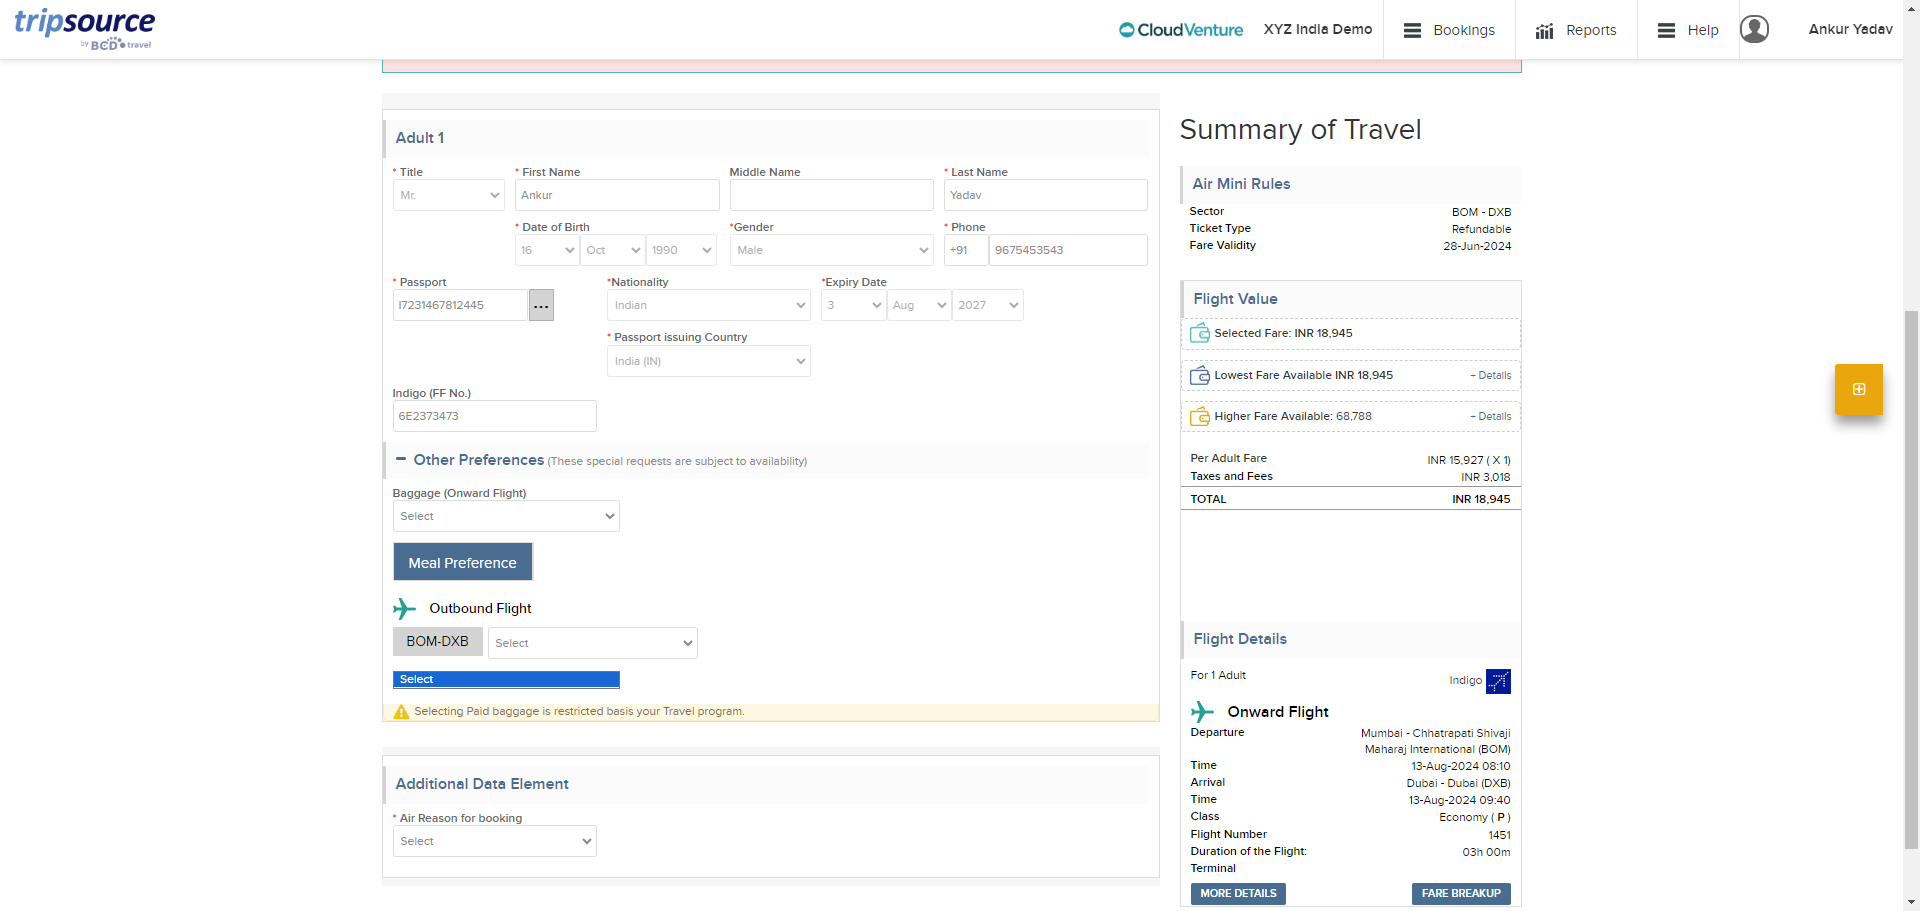 tripsource
by BCD travel
CloudVenture
XYZ India Demo
Bookings
Reports
Help
Ankur Yadav
Adult 1
* Title
* First Name
Middle Name
* Last Name
Mr.
Ankur
Yadav
* Date of Birth
*Gender
* Phone
16
Oct
1990
Male
+91
9675453543
* Passport
*Nationality
*Expiry Date
I7231467812445
...
Indian
3
Aug
2027
* Passport issuing Country
India (IN)
Indigo (FF No.)
6E2373473
− Other Preferences (These special requests are subject to availability)
Baggage (Onward Flight)
Select
Meal Preference
Outbound Flight
BOM-DXB
Select
Select
Selecting Paid baggage is restricted basis your Travel program.
Additional Data Element
* Air Reason for booking
Select
Summary of Travel
Air Mini Rules
Sector BOM - DXB
Ticket Type Refundable
Fare Validity 28-Jun-2024
Flight Value
Selected Fare: INR 18,945
Lowest Fare Available INR 18,945 + Details
Higher Fare Available: 68,788 + Details
Per Adult Fare INR 15,927 ( X 1)
Taxes and Fees INR 3,018
TOTAL INR 18,945
Flight Details
For 1 Adult Indigo
Onward Flight
Departure Mumbai - Chhatrapati Shivaji
Maharaj International (BOM)
Time 13-Aug-2024 08:10
Arrival Dubai - Dubai (DXB)
Time 13-Aug-2024 09:40
Class Economy ( P )
Flight Number 1451
Duration of the Flight: 03h 00m
Terminal
MORE DETAILS
FARE BREAKUP